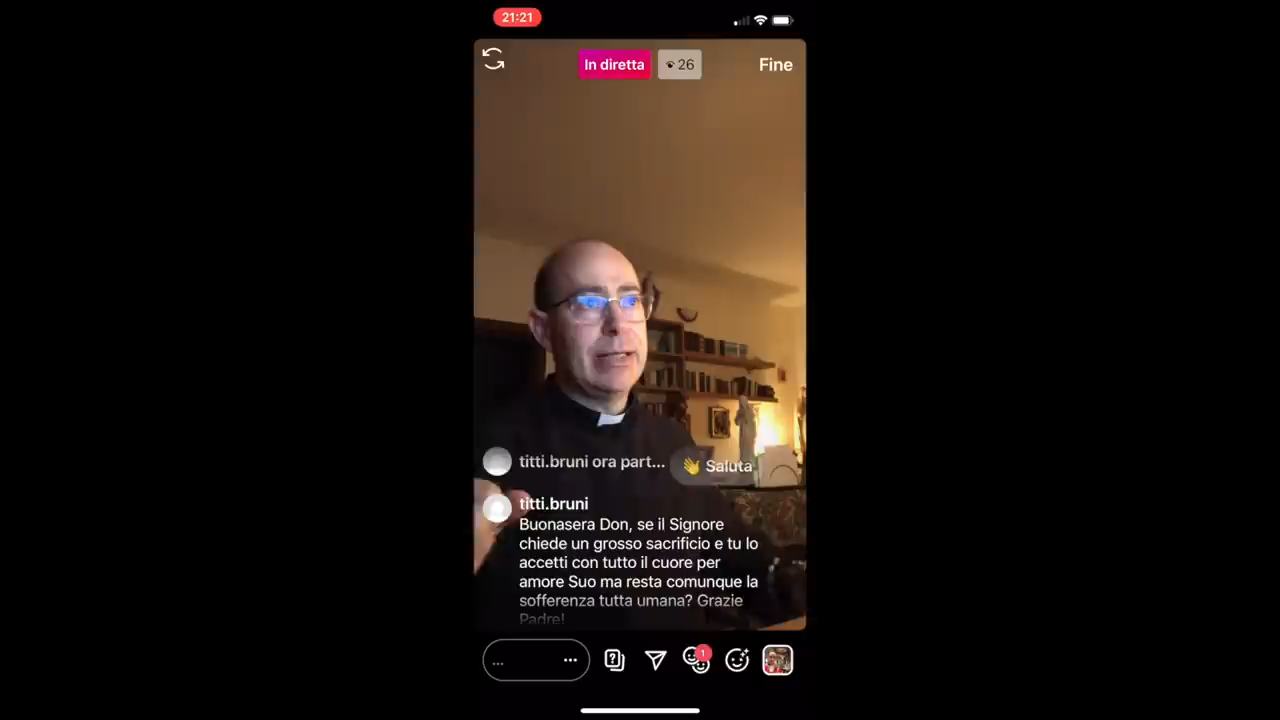 21:21
In diretta
26
Fine
titti.bruni ora part...
👋 Saluta
titti.bruni
Buonasera Don, se il Signore
chiede un grosso sacrificio e tu lo
accetti con tutto il cuore per
amore Suo ma resta comunque la
sofferenza tutta umana? Grazie
Padre!
...
1